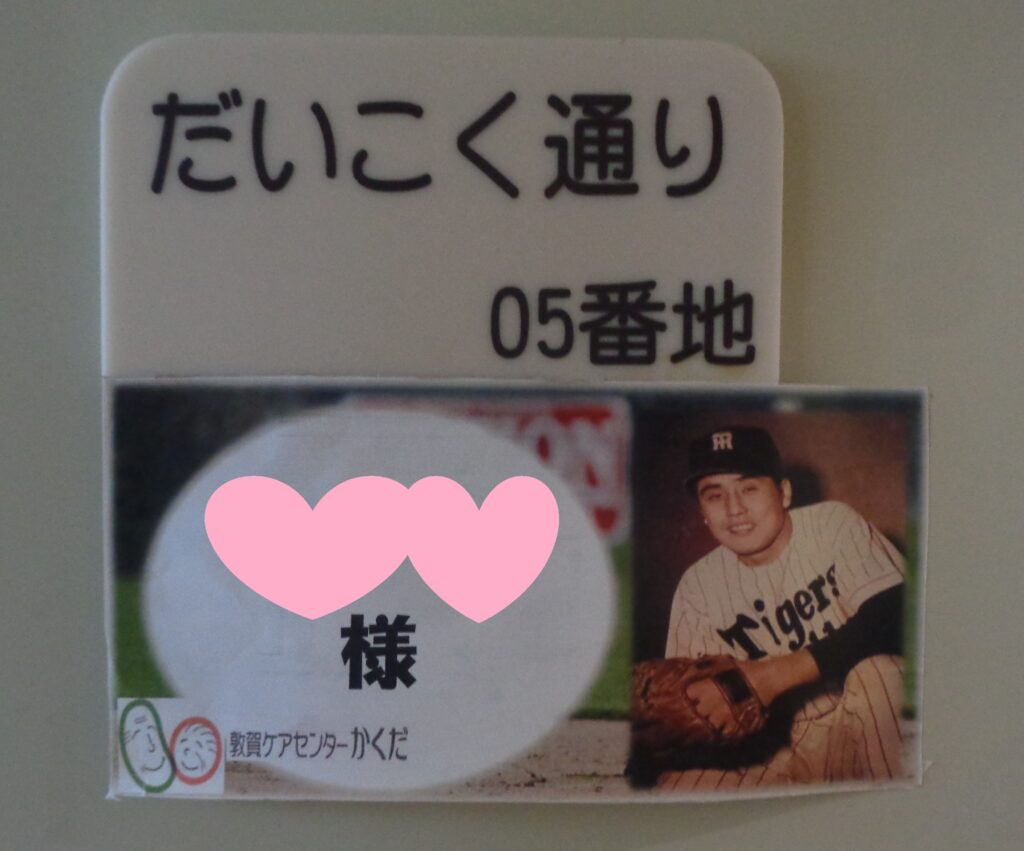 だいこく通り
05番地
様
敦賀ケアセンターかくだ
Tigers